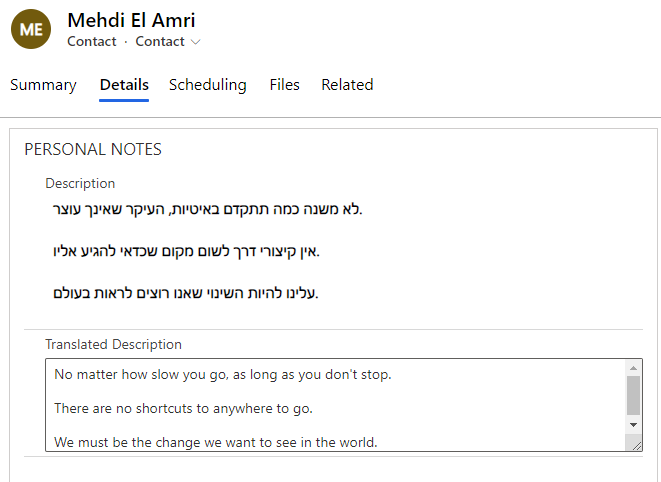 ME
Mehdi El Amri
Contact · Contact
Summary Details Scheduling Files Related
PERSONAL NOTES
Description
לא משנה כמה תתקדם באיטיות, העיקר שאינך עוצר.
אין קיצורי דרך לשום מקום שכדאי להגיע אליו.
עלינו להיות השינוי שאנו רוצים לראות בעולם.
Translated Description
No matter how slow you go, as long as you don't stop.
There are no shortcuts to anywhere to go.
We must be the change we want to see in the world.